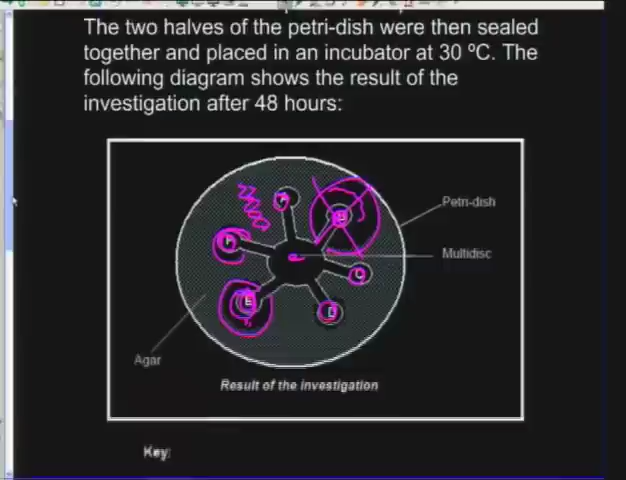 The two halves of the petri-dish were then sealed
together and placed in an incubator at 30 ºC. The
following diagram shows the result of the
investigation after 48 hours:
A
B
Petri-dish
F
Multidisc
C
E
D
Agar
Result of the investigation
Key: